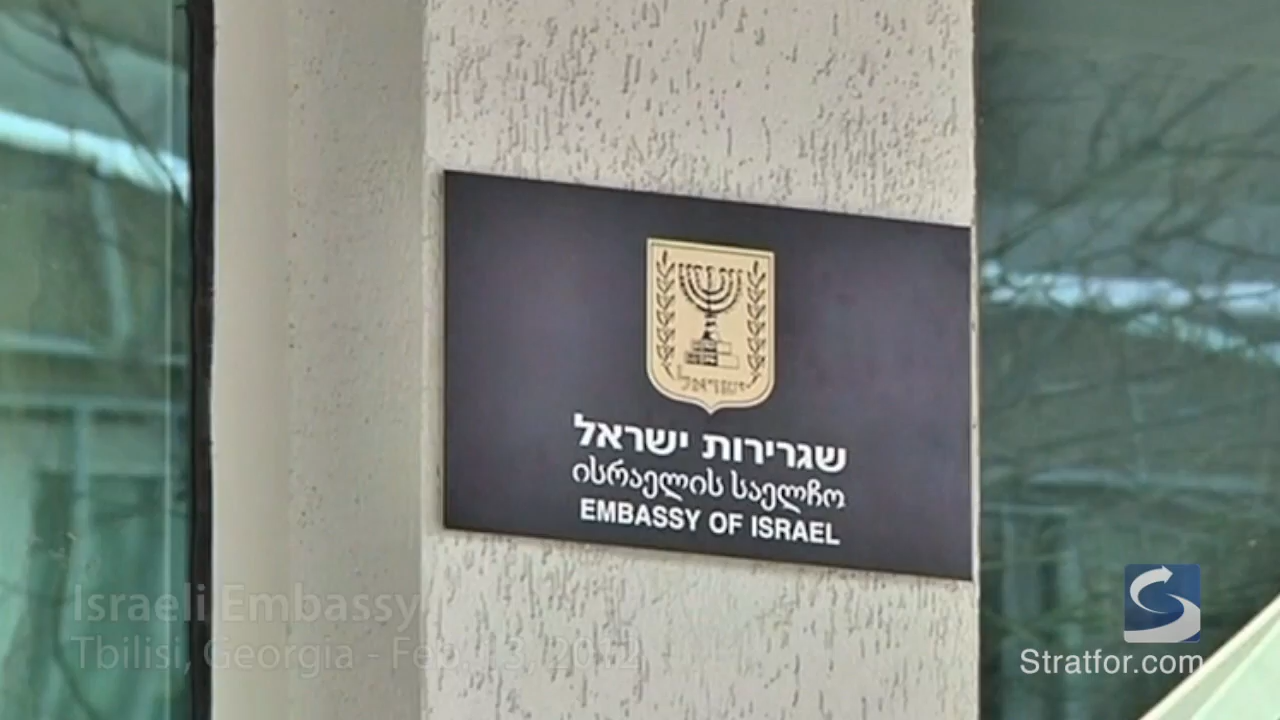 ישראל
שגרירות ישראל
ისრაელის საელჩო
EMBASSY OF ISRAEL
Israeli Embassy
Tbilisi, Georgia - Feb. 13, 2012
Stratfor.com